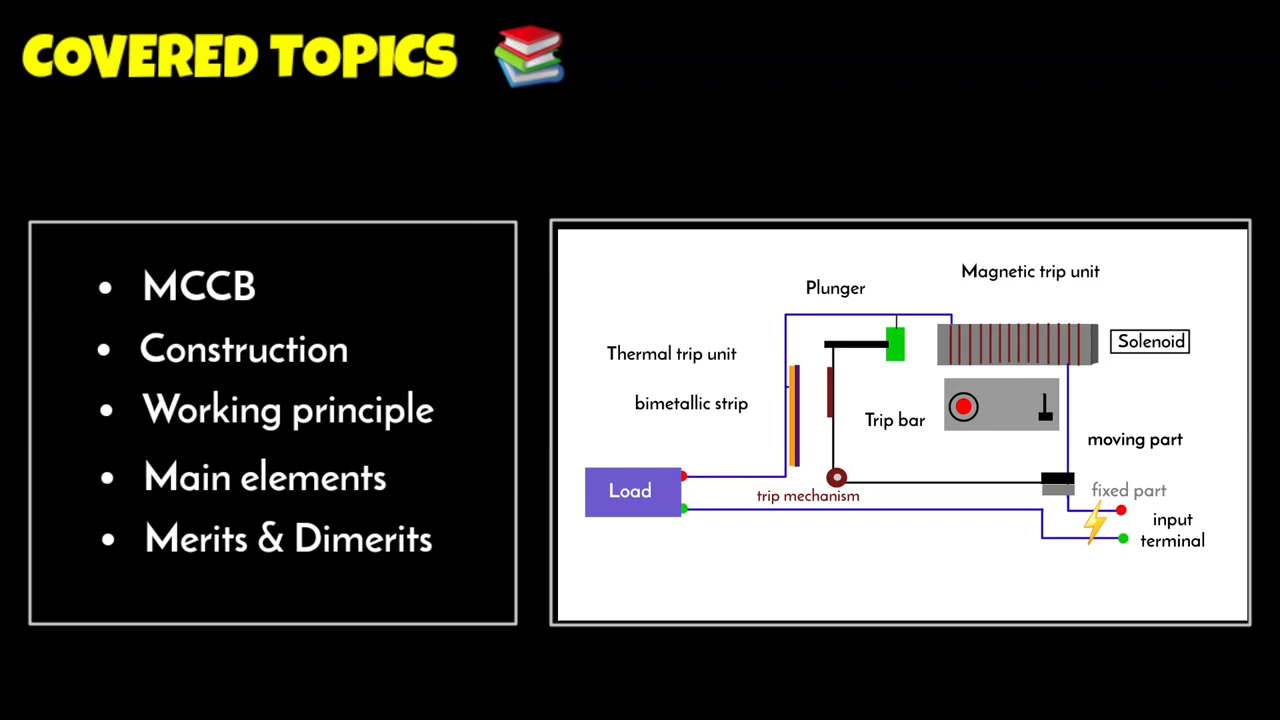 COVERED TOPICS
MCCB
Construction
Working principle
Main elements
Merits & Dimerits
Magnetic trip unit
Plunger
Solenoid
Thermal trip unit
bimetallic strip
Trip bar
moving part
Load
trip mechanism
fixed part
input
terminal